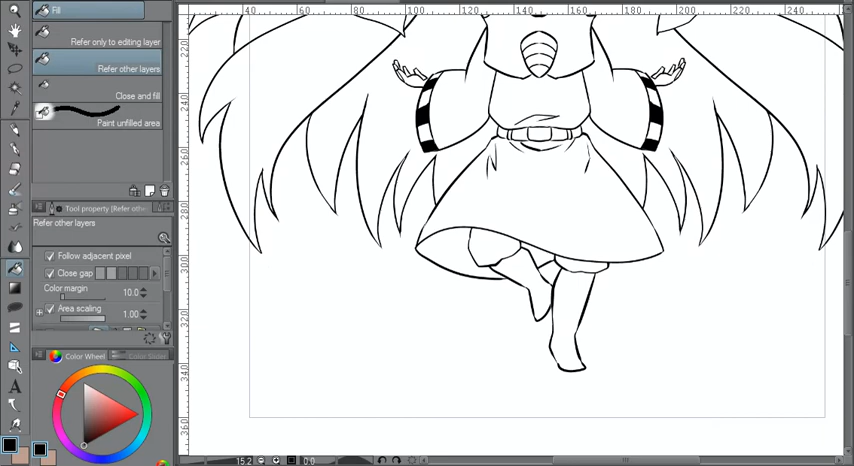 Fill
Refer only to editing layer
Refer other layers
Close and fill
Paint unfilled area
Tool property [Refer othe
Refer other layers
Follow adjacent pixel
Close gap
Color margin
10.0
Area scaling
1.00
Color Wheel
Color Slider
40 100 120 140 160 180 200 220 240
220
240
260
280
300
320
340
360
15.2
0.0